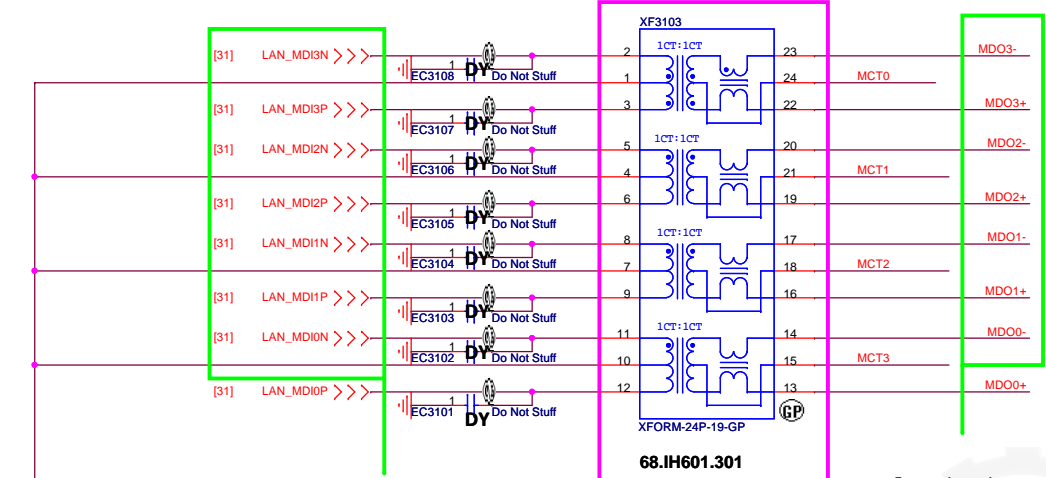 XF3103
[31] LAN_MDI3N 1 DY EC3108 Do Not Stuff 2 1CT:1CT 23 MDO3-
1 24 MCT0
[31] LAN_MDI3P 1 DY EC3107 Do Not Stuff 3 22 MDO3+
[31] LAN_MDI2N 1 DY EC3106 Do Not Stuff 5 1CT:1CT 20 MDO2-
4 21 MCT1
[31] LAN_MDI2P 1 DY EC3105 Do Not Stuff 6 19 MDO2+
[31] LAN_MDI1N 1 DY EC3104 Do Not Stuff 8 1CT:1CT 17 MDO1-
7 18 MCT2
[31] LAN_MDI1P 1 DY EC3103 Do Not Stuff 9 16 MDO1+
[31] LAN_MDI0N 1 DY EC3102 Do Not Stuff 11 1CT:1CT 14 MDO0-
10 15 MCT3
[31] LAN_MDI0P 1 DY EC3101 Do Not Stuff 12 13 MDO0+
GP
XFORM-24P-19-GP
68.IH601.301